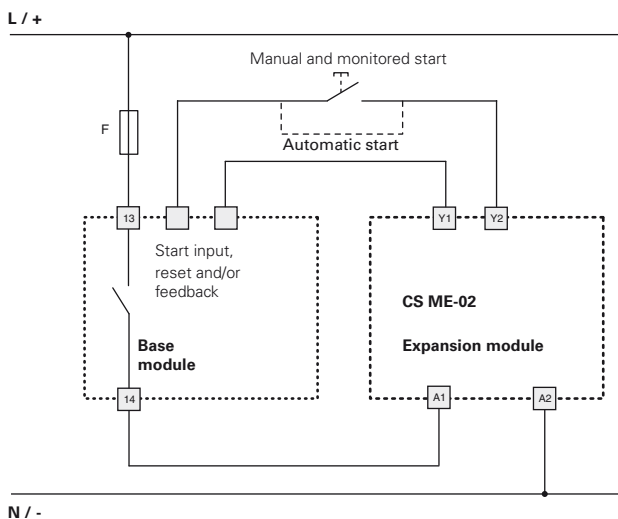 L / +
Manual and monitored start
F
Automatic start
13
Y1
Y2
Start input,
reset and/or
feedback
CS ME-02
Base
module
Expansion module
14
A1
A2
N / -